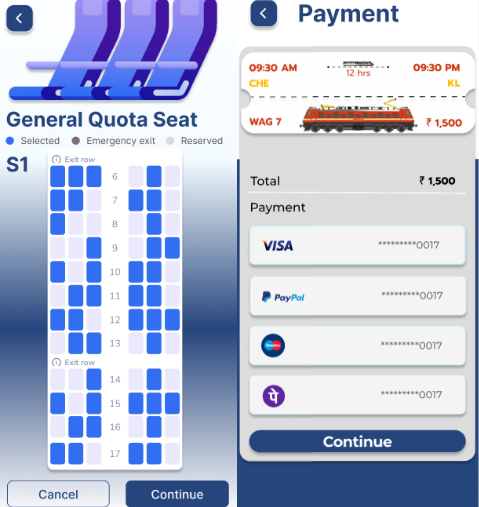 General Quota Seat
Selected Emergency exit Reserved
S1
Exit row
6
7
8
9
10
11
12
13
Exit row
14
15
16
17
Cancel Continue
Payment
09:30 AM 09:30 PM
12 hrs
CHE KL
WAG 7 ₹ 1,500
Total ₹ 1,500
Payment
VISA *********0017
PayPal *********0017
Maestro *********0017
पे *********0017
Continue